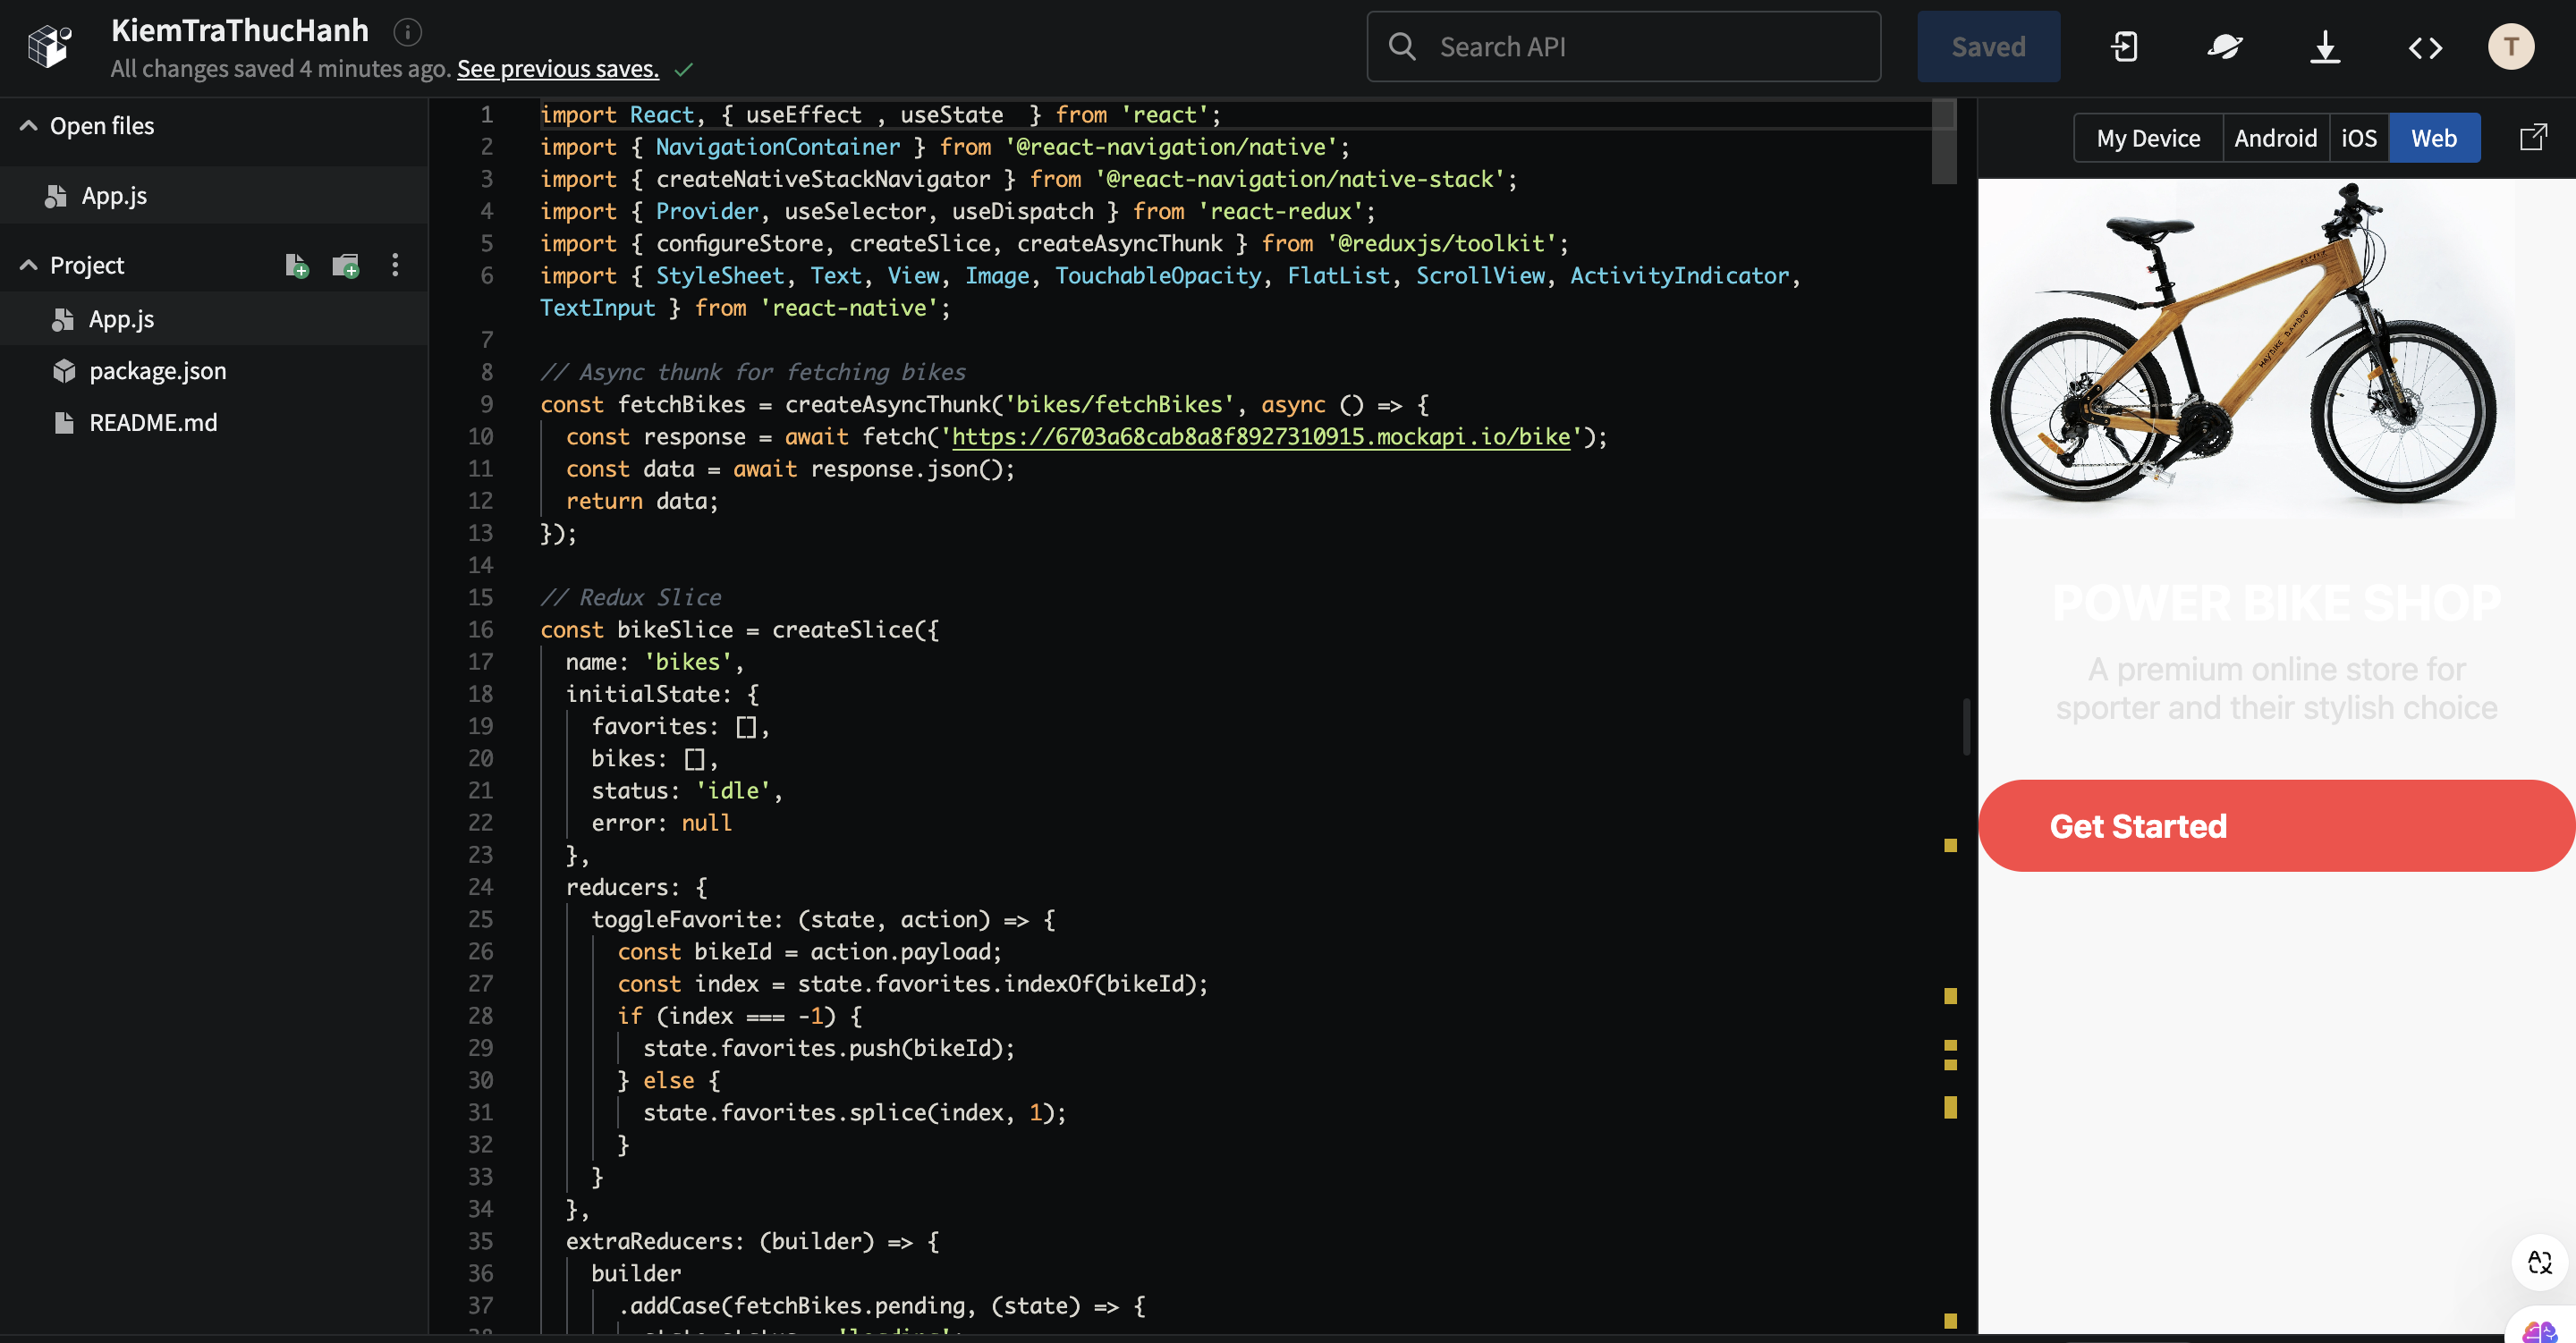 KiemTraThucHanh
All changes saved 4 minutes ago. See previous saves.
Search API
Saved
T
Open files
App.js
Project
App.js
package.json
README.md
1 import React, { useEffect , useState  } from 'react';
2 import { NavigationContainer } from '@react-navigation/native';
3 import { createNativeStackNavigator } from '@react-navigation/native-stack';
4 import { Provider, useSelector, useDispatch } from 'react-redux';
5 import { configureStore, createSlice, createAsyncThunk } from '@reduxjs/toolkit';
6 import { StyleSheet, Text, View, Image, TouchableOpacity, FlatList, ScrollView, ActivityIndicator,
TextInput } from 'react-native';
7
8 // Async thunk for fetching bikes
9 const fetchBikes = createAsyncThunk('bikes/fetchBikes', async () => {
10 const response = await fetch('https://6703a68cab8a8f8927310915.mockapi.io/bike');
11 const data = await response.json();
12 return data;
13 });
14
15 // Redux Slice
16 const bikeSlice = createSlice({
17 name: 'bikes',
18 initialState: {
19 favorites: [],
20 bikes: [],
21 status: 'idle',
22 error: null
23 },
24 reducers: {
25 toggleFavorite: (state, action) => {
26 const bikeId = action.payload;
27 const index = state.favorites.indexOf(bikeId);
28 if (index === -1) {
29 state.favorites.push(bikeId);
30 } else {
31 state.favorites.splice(index, 1);
32 }
33 }
34 },
35 extraReducers: (builder) => {
36 builder
37 .addCase(fetchBikes.pending, (state) => {
My Device
Android
iOS
Web
POWER BIKE SHOP
A premium online store for
sporter and their stylish choice
Get Started